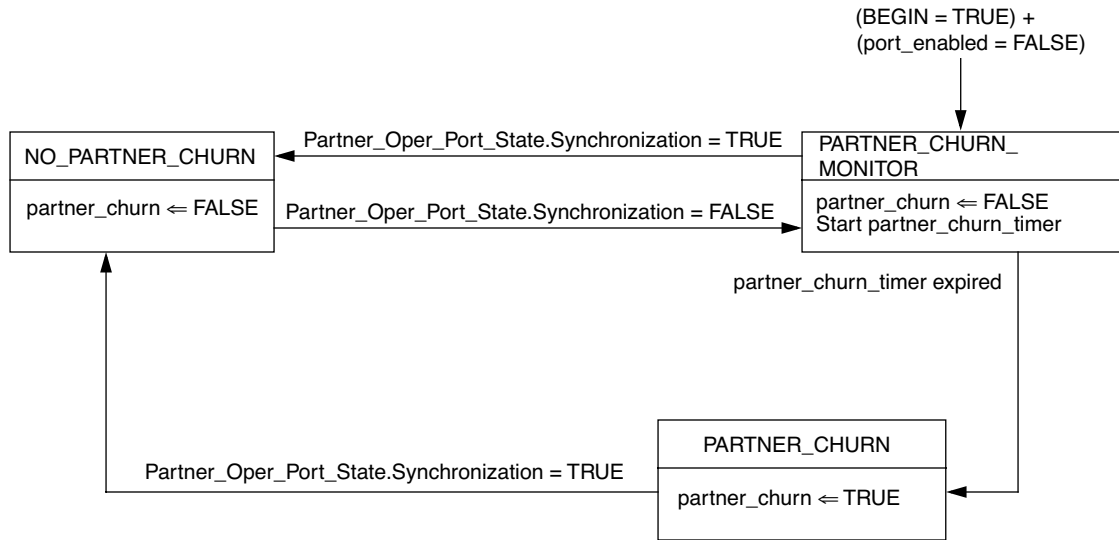 (BEGIN = TRUE) +
(port_enabled = FALSE)
NO_PARTNER_CHURN
Partner_Oper_Port_State.Synchronization = TRUE
PARTNER_CHURN_
MONITOR
partner_churn ⇐ FALSE
Partner_Oper_Port_State.Synchronization = FALSE
partner_churn ⇐ FALSE
Start partner_churn_timer
partner_churn_timer expired
PARTNER_CHURN
Partner_Oper_Port_State.Synchronization = TRUE
partner_churn ⇐ TRUE